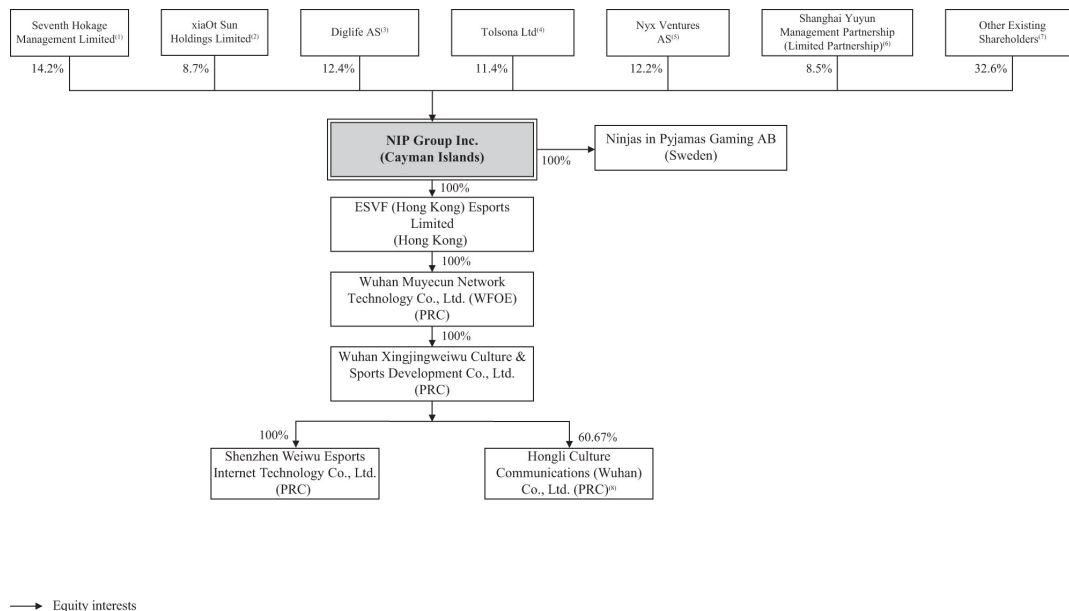 Seventh Hokage
Management Limited(1)
xiaOt Sun
Holdings Limited(2)
Diglife AS(3)
Tolsona Ltd(4)
Nyx Ventures
AS(5)
Shanghai Yuyun
Management Partnership
(Limited Partnership)(6)
Other Existing
Shareholders(7)
14.2%
8.7%
12.4%
11.4%
12.2%
8.5%
32.6%
NIP Group Inc.
(Cayman Islands)
100%
Ninjas in Pyjamas Gaming AB
(Sweden)
100%
ESVF (Hong Kong) Esports
Limited
(Hong Kong)
100%
Wuhan Muyecun Network
Technology Co., Ltd. (WFOE)
(PRC)
100%
Wuhan Xingjingweiwu Culture &
Sports Development Co., Ltd.
(PRC)
100%
60.67%
Shenzhen Weiwu Esports
Internet Technology Co., Ltd.
(PRC)
Hongli Culture
Communications (Wuhan)
Co., Ltd. (PRC)(8)
Equity interests